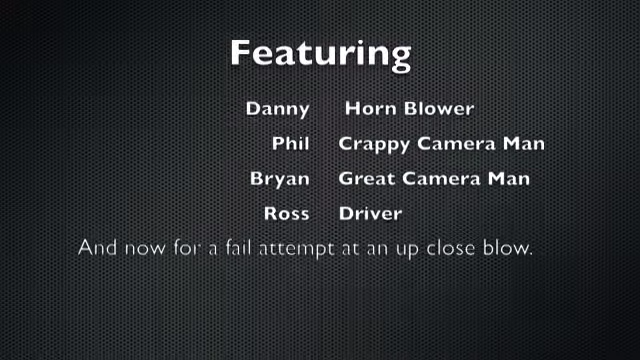 Featuring
Danny Horn Blower
Phil Crappy Camera Man
Bryan Great Camera Man
Ross Driver
And now for a fail attempt at an up close blow.